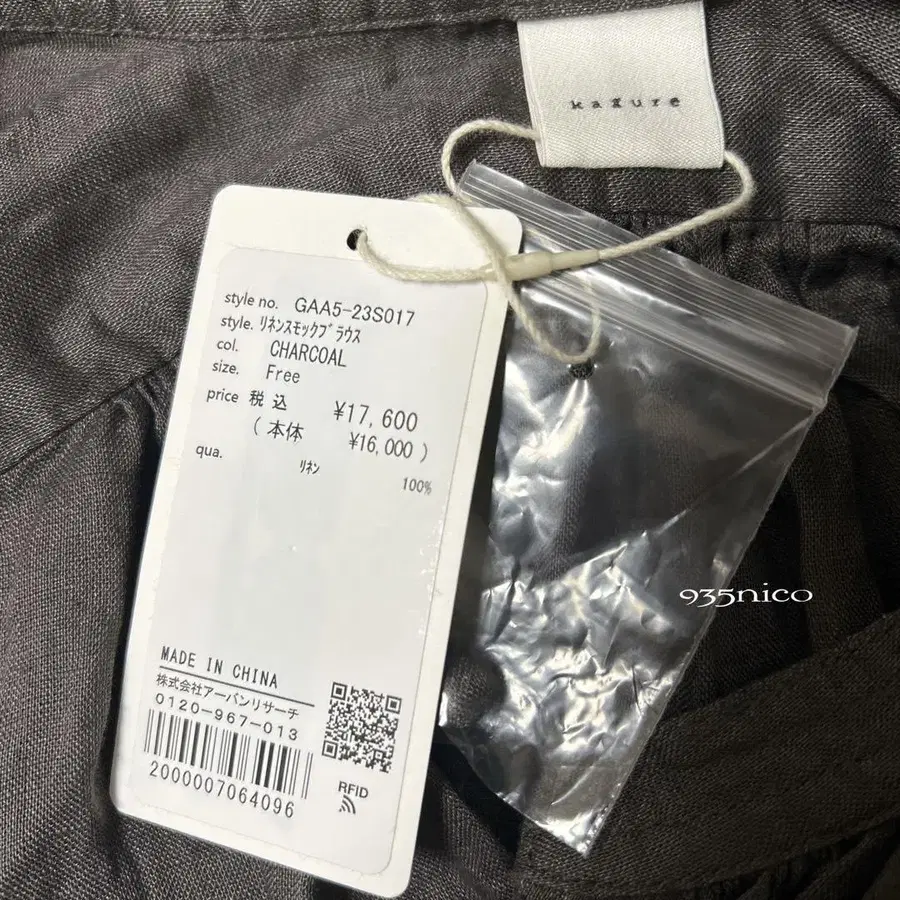 kagure
style no. GAA5-23S017
style. ﾘﾈﾝｽﾓｯｸﾌﾞﾗｳｽ
col. CHARCOAL
size. Free
price 税込 ¥17,600
(本体 ¥16,000)
qua. ﾘﾈﾝ 100%
MADE IN CHINA
株式会社アーバンリサーチ
0120-967-013
2000007064096
RFID
935nico